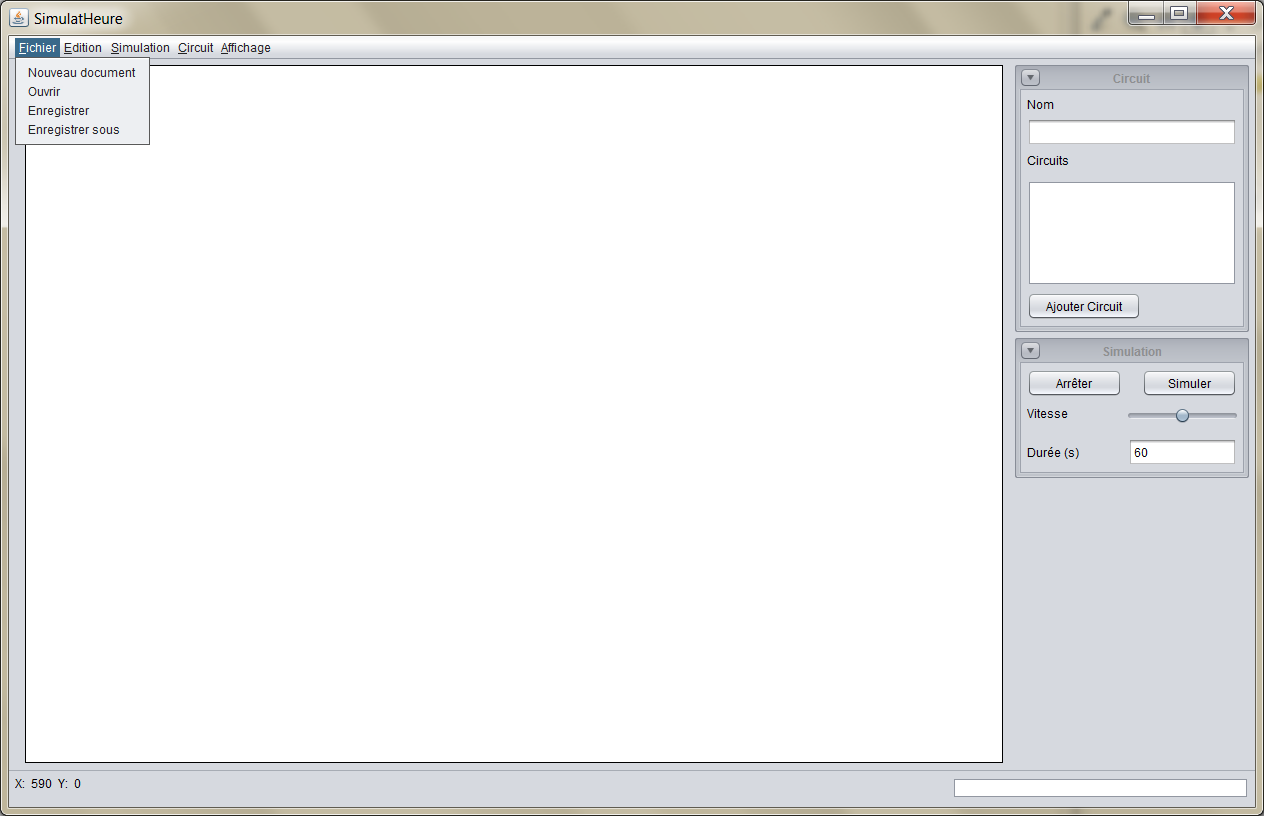 SimulatHeure
Fichier Edition Simulation Circuit Affichage
Nouveau document
Ouvrir
Enregistrer
Enregistrer sous
Circuit
Nom
Circuits
Ajouter Circuit
Simulation
Arrêter Simuler
Vitesse
Durée (s) 60
X: 590 Y: 0